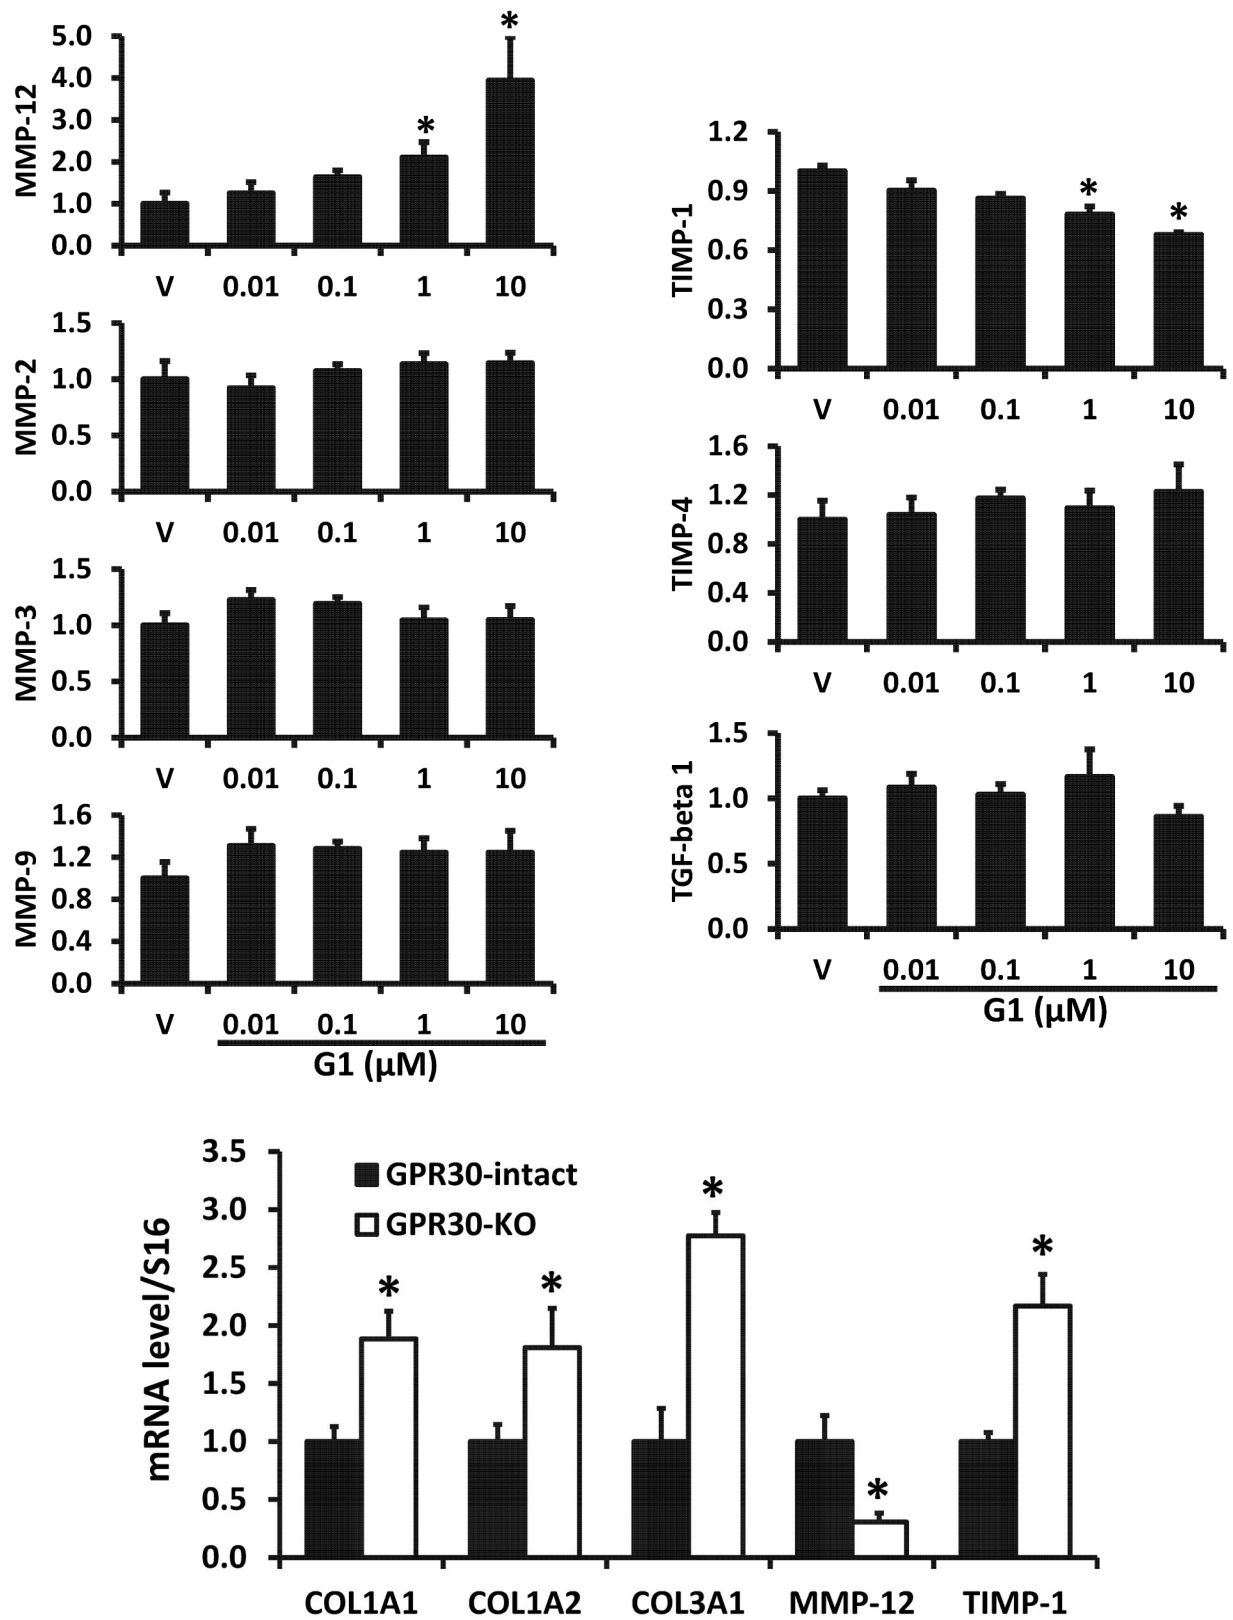 MMP-12
5.0
4.0
3.0
2.0
1.0
0.0
*
*
V 0.01 0.1 1 10
MMP-2
1.5
1.0
0.5
0.0
V 0.01 0.1 1 10
MMP-3
1.5
1.0
0.5
0.0
V 0.01 0.1 1 10
MMP-9
1.6
1.2
0.8
0.4
0.0
V 0.01 0.1 1 10
G1 (µM)
TIMP-1
1.2
0.9
0.6
0.3
0.0
*
*
V 0.01 0.1 1 10
TIMP-4
1.6
1.2
0.8
0.4
0.0
V 0.01 0.1 1 10
TGF-beta 1
1.5
1.0
0.5
0.0
V 0.01 0.1 1 10
G1 (µM)
mRNA level/S16
3.5
3.0
2.5
2.0
1.5
1.0
0.5
0.0
GPR30-intact
GPR30-KO
* * * * *
COL1A1 COL1A2 COL3A1 MMP-12 TIMP-1